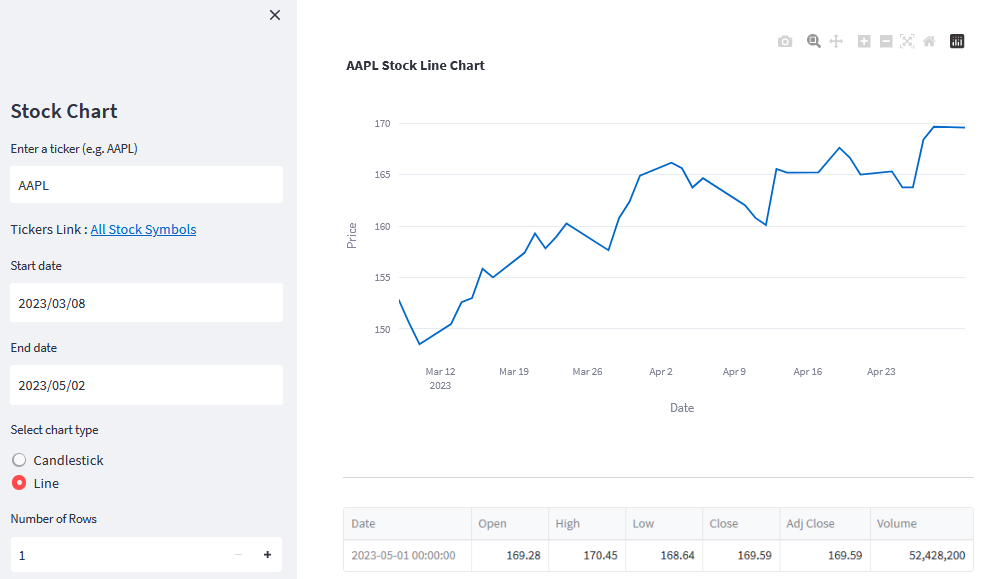 Stock Chart
Enter a ticker (e.g. AAPL)
AAPL
Tickers Link : All Stock Symbols
Start date
2023/03/08
End date
2023/05/02
Select chart type
Candlestick
Line
Number of Rows
1
AAPL Stock Line Chart
170
165
160
155
150
Price
Mar 12 Mar 19 Mar 26 Apr 2 Apr 9 Apr 16 Apr 23
2023
Date
Date Open High Low Close Adj Close Volume
2023-05-01 00:00:00 169.28 170.45 168.64 169.59 169.59 52,428,200